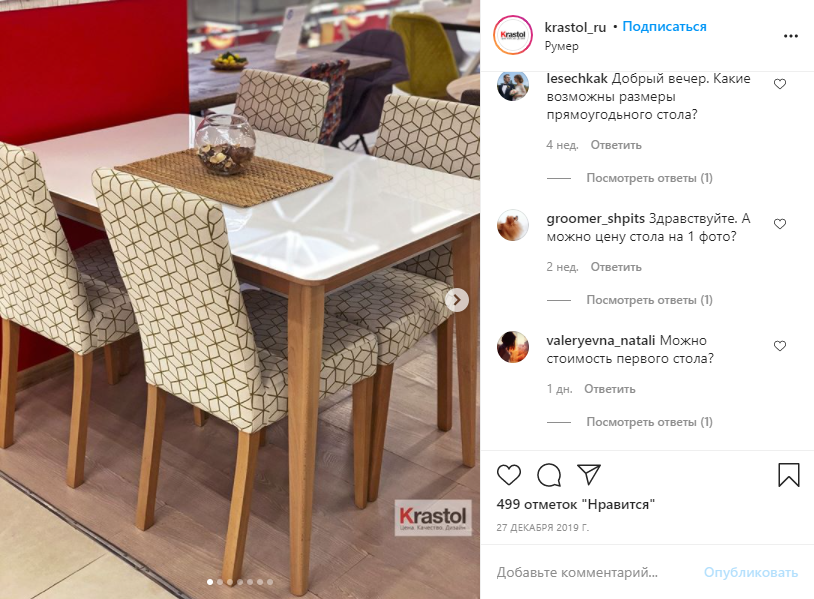 Krastol
Цена. Качество. Дизайн
Krastol
krastol_ru • Подписаться
Румер
lesechkak Добрый вечер. Какие
возможны размеры
прямоугодьного стола?
4 нед. Ответить
Посмотреть ответы (1)
groomer_shpits Здравствуйте. А
можно цену стола на 1 фото?
2 нед. Ответить
Посмотреть ответы (1)
valeryevna_natali Можно
стоимость первого стола?
1 дн. Ответить
Посмотреть ответы (1)
499 отметок "Нравится"
27 ДЕКАБРЯ 2019 Г.
Добавьте комментарий... Опубликовать